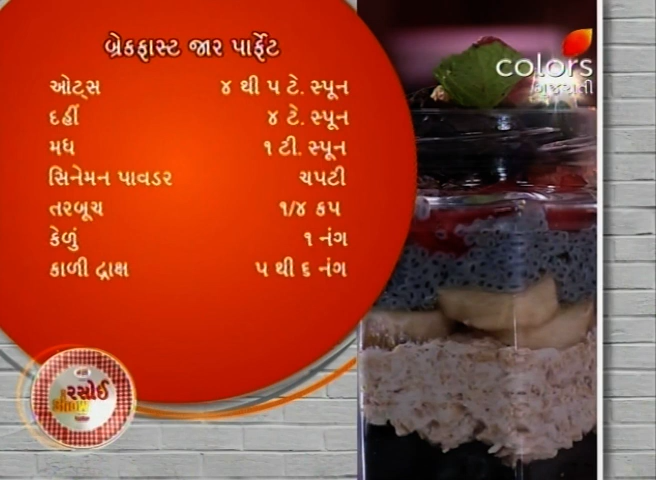 બ્રેકફાસ્ટ જાર પાર્ફેટ
ઓટ્સ ૪ થી ૫ ટે. સ્પૂન
દહીં ૪ ટે. સ્પૂન
મધ ૧ ટી. સ્પૂન
સિનેમન પાવડર ચપટી
તરબૂચ ૧/૪ કપ
કેળું ૧ નંગ
કાળી દ્રાક્ષ ૫ થી ૬ નંગ
colors
ગુજરાતી
રસોઈ